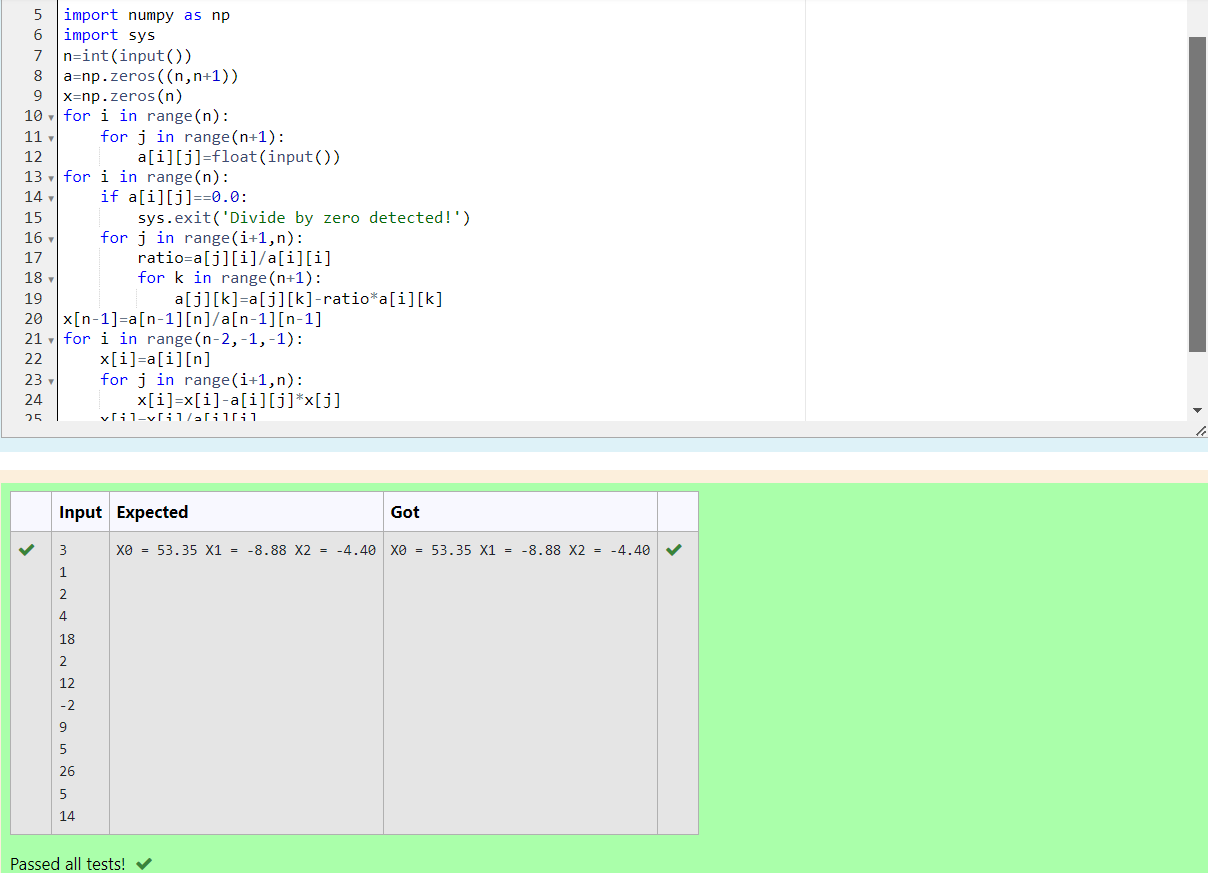 5 import numpy as np
6 import sys
7 n=int(input())
8 a=np.zeros((n,n+1))
9 x=np.zeros(n)
10 for i in range(n):
11     for j in range(n+1):
12         a[i][j]=float(input())
13 for i in range(n):
14     if a[i][j]==0.0:
15         sys.exit('Divide by zero detected!')
16     for j in range(i+1,n):
17         ratio=a[j][i]/a[i][i]
18         for k in range(n+1):
19             a[j][k]=a[j][k]-ratio*a[i][k]
20 x[n-1]=a[n-1][n]/a[n-1][n-1]
21 for i in range(n-2,-1,-1):
22     x[i]=a[i][n]
23     for j in range(i+1,n):
24         x[i]=x[i]-a[i][j]*x[j]
25     x[i]=x[i]/a[i][i]
Input Expected Got
3 X0 = 53.35 X1 = -8.88 X2 = -4.40 X0 = 53.35 X1 = -8.88 X2 = -4.40
1
2
4
18
2
12
-2
9
5
26
5
14
Passed all tests!